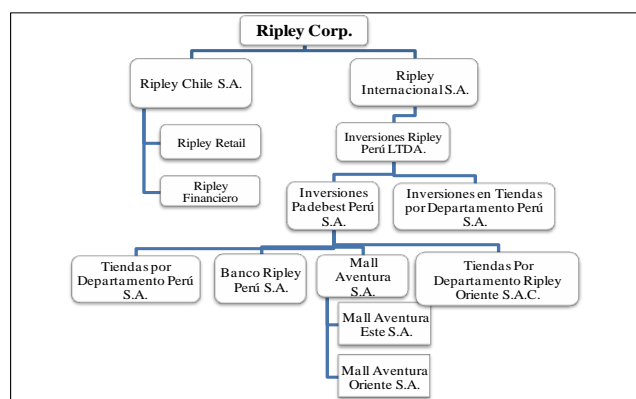 Ripley Corp.
Ripley Chile S.A.
Ripley
Internacional S.A.
Ripley Retail
Inversiones Ripley
Perú LTDA.
Ripley
Financiero
Inversiones
Padebest Perú
S.A.
Inversiones en Tiendas
por Departamento Perú
S.A.
Tiendas por
Departamento Perú
S.A.
Banco Ripley
Perú S.A.
Mall
Aventura
S.A.
Tiendas Por
Departamento Ripley
Oriente S.A.C.
Mall Aventura
Este S.A.
Mall Aventura
Oriente S.A.